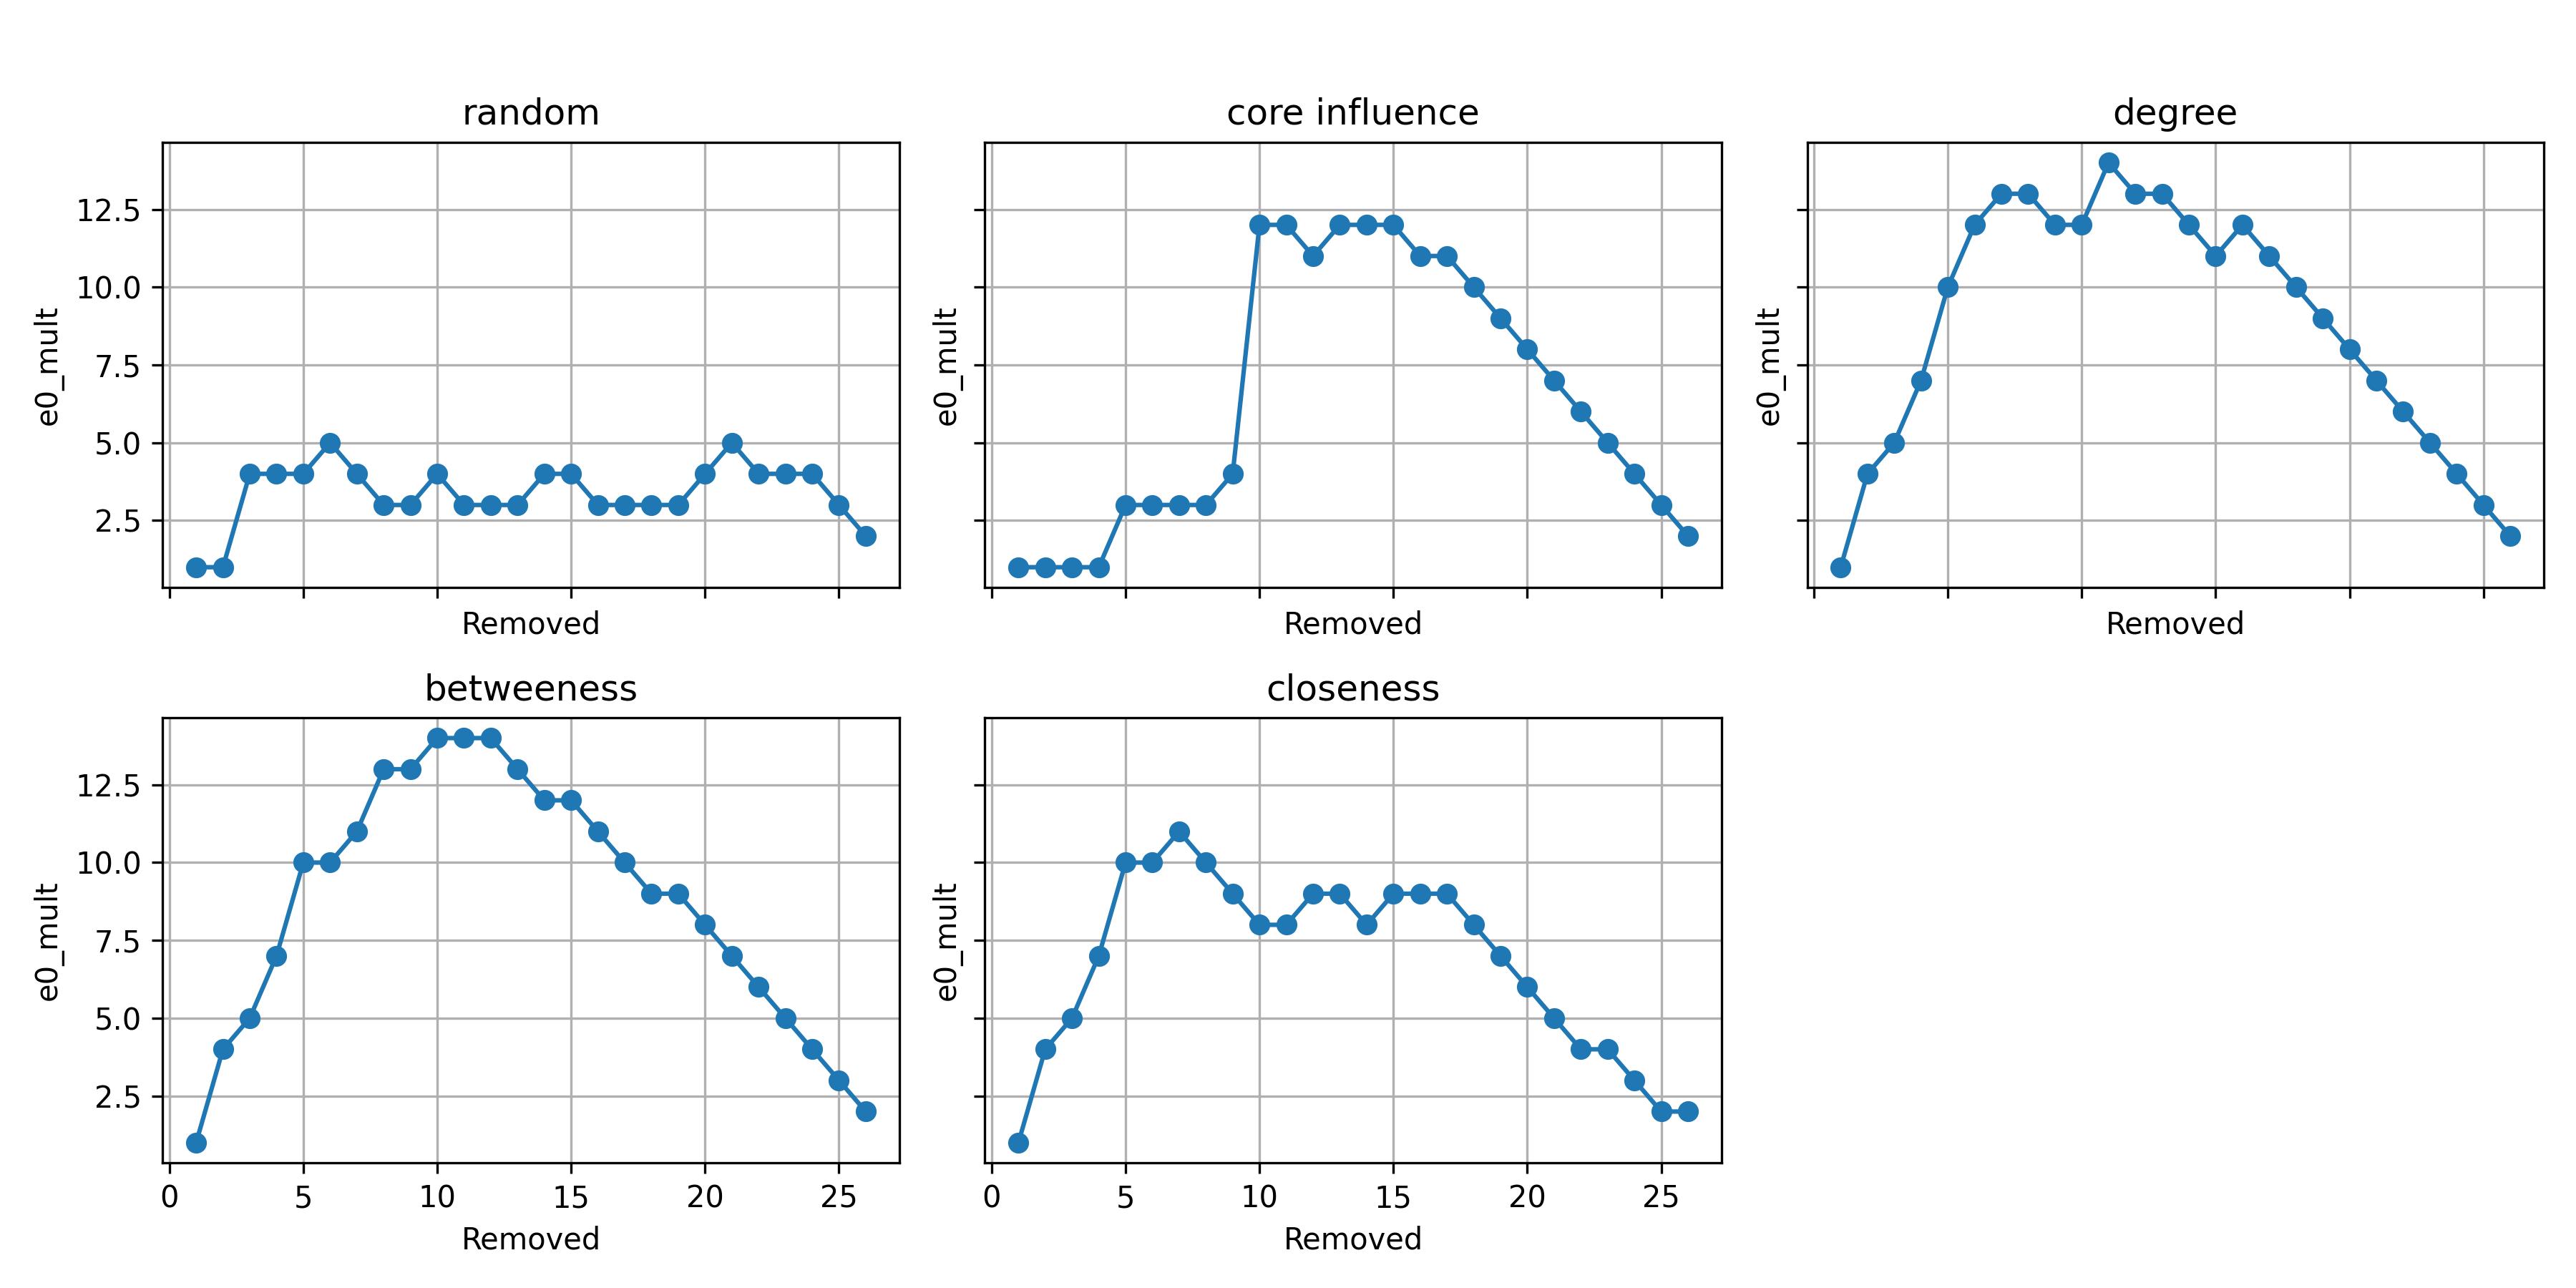 random
core influence
degree
12.5
10.0
7.5
5.0
2.5
e0_mult
e0_mult
e0_mult
Removed
Removed
Removed
betweeness
closeness
12.5
10.0
7.5
5.0
2.5
e0_mult
e0_mult
0 5 10 15 20 25
0 5 10 15 20 25
Removed
Removed